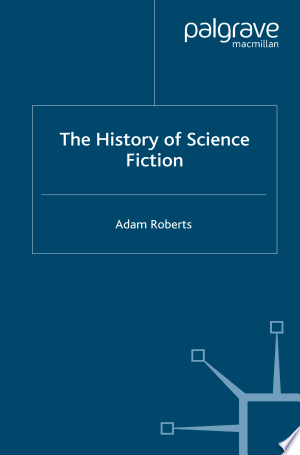 palgrave
macmillan
The History of Science
Fiction
Adam Roberts